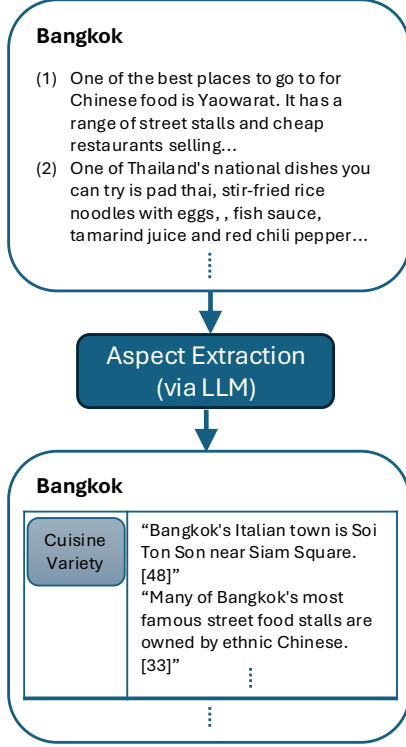 Bangkok
(1) One of the best places to go to for
Chinese food is Yaowarat. It has a
range of street stalls and cheap
restaurants selling...
(2) One of Thailand's national dishes you
can try is pad thai, stir-fried rice
noodles with eggs, , fish sauce,
tamarind juice and red chili pepper...
Aspect Extraction
(via LLM)
Bangkok
Cuisine
Variety
“Bangkok's Italian town is Soi
Ton Son near Siam Square.
[48]”
“Many of Bangkok's most
famous street food stalls are
owned by ethnic Chinese.
[33]”